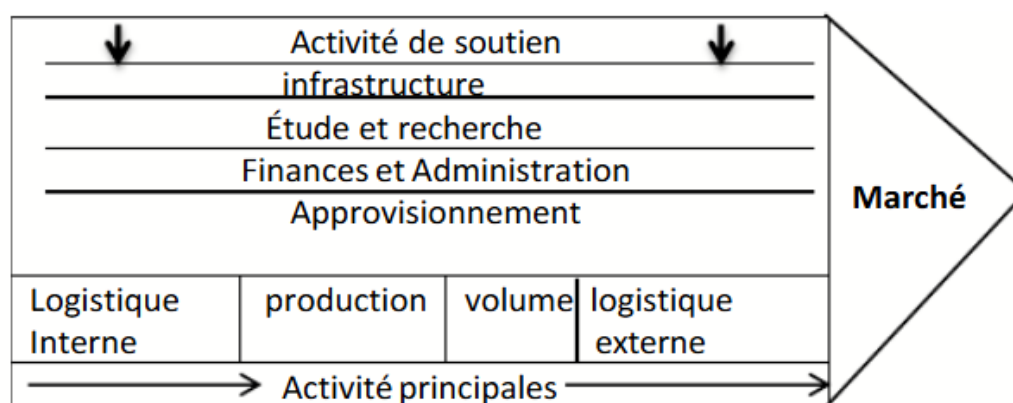 Activité de soutien
infrastructure
Étude et recherche
Finances et Administration
Approvisionnement
Marché
Logistique
Interne
production
volume
logistique
externe
Activité principales